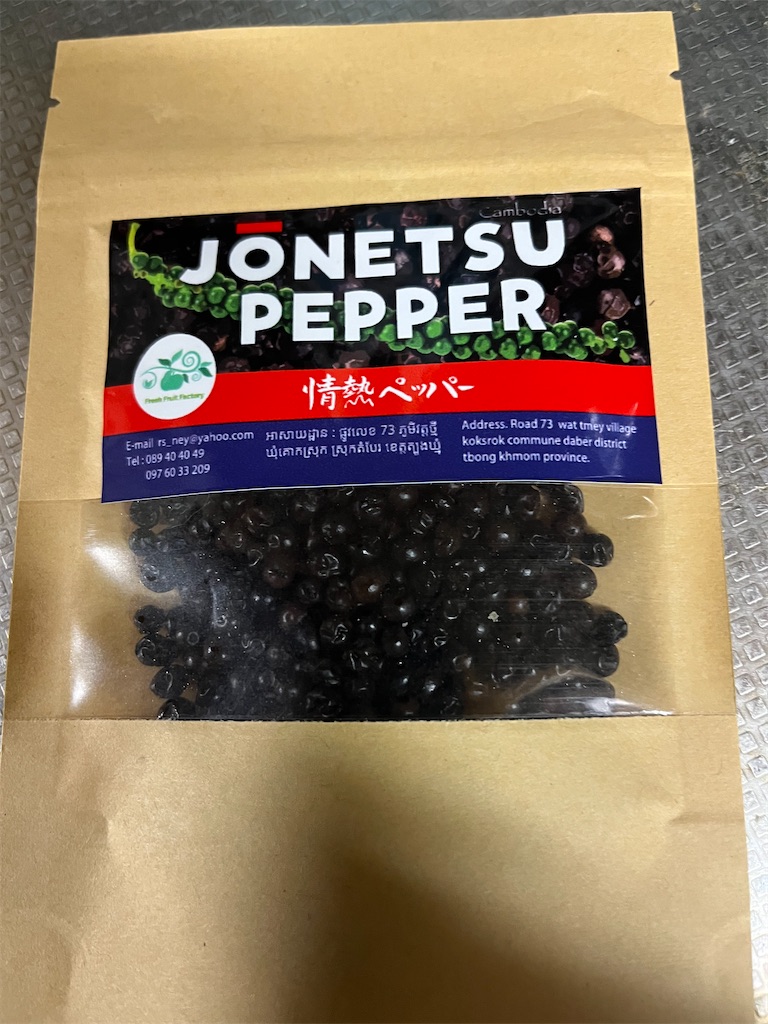 Cambodia
JŌNETSU
PEPPER
情熱ペッパー
Fresh Fruit Factory
E-mail rs_ney@yahoo.com
Tel : 089 40 40 49
097 60 33 209
អាសាយដ្ឋាន : ផ្លូវលេខ 73 ភូមិវត្តថ្មី
ឃុំគោកស្រុក ស្រុកតំបែរ ខេត្តត្បូងឃ្មុំ
Address. Road 73 wat tmey village
koksrok commune daber district
tbong khmom province.